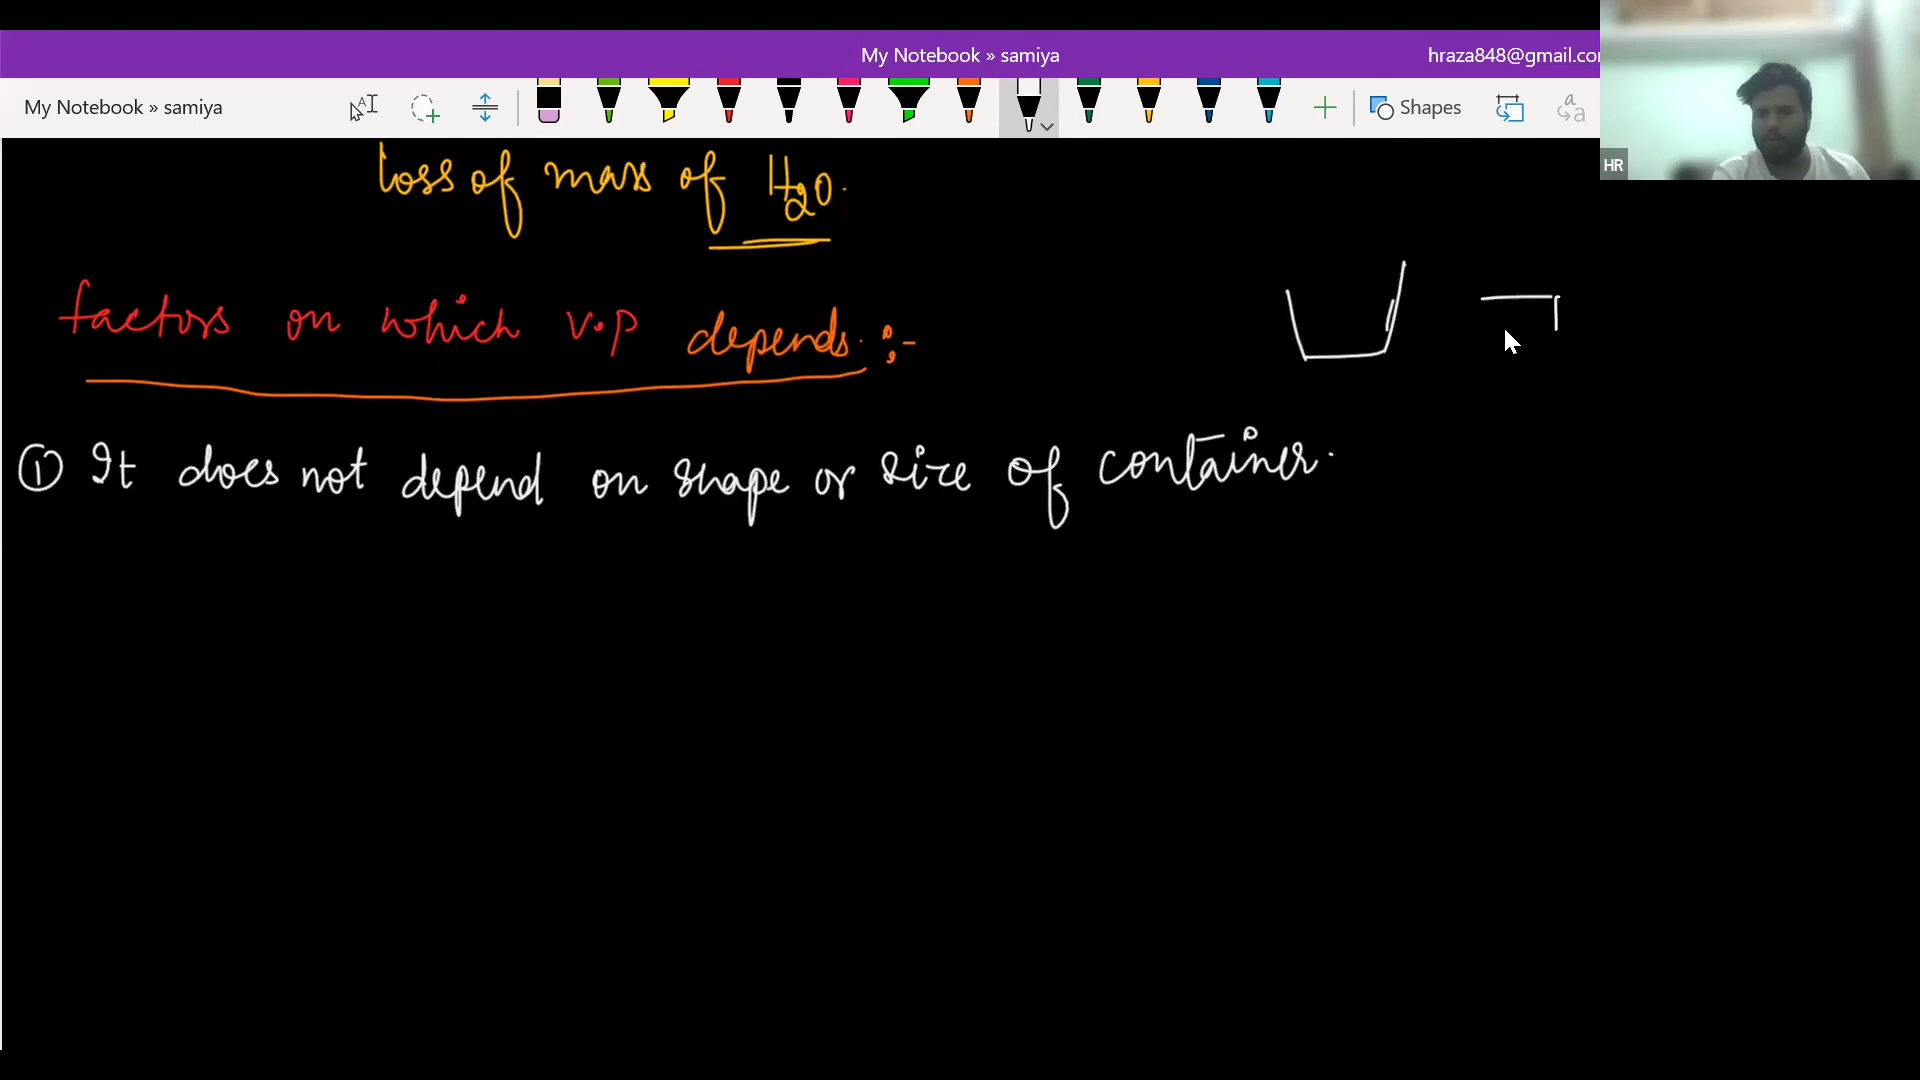 My Notebook » samiya
hraza848@gmail.co
My Notebook » samiya
Shapes
HR
loss of mass of H2O.
factors on which v.p depends :-
① It does not depend on shape or size of container.